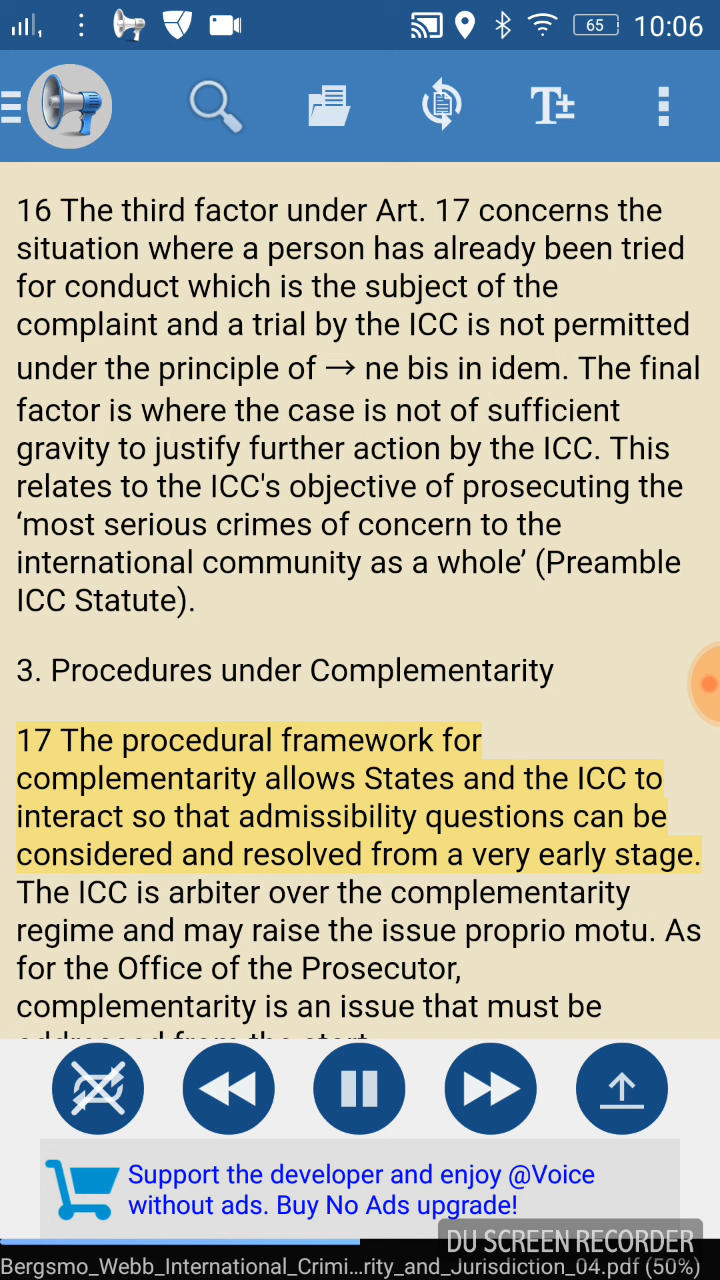 65 10:06
T±
16 The third factor under Art. 17 concerns the
situation where a person has already been tried
for conduct which is the subject of the
complaint and a trial by the ICC is not permitted
under the principle of → ne bis in idem. The final
factor is where the case is not of sufficient
gravity to justify further action by the ICC. This
relates to the ICC's objective of prosecuting the
‘most serious crimes of concern to the
international community as a whole’ (Preamble
ICC Statute).
3. Procedures under Complementarity
17 The procedural framework for
complementarity allows States and the ICC to
interact so that admissibility questions can be
considered and resolved from a very early stage.
The ICC is arbiter over the complementarity
regime and may raise the issue proprio motu. As
for the Office of the Prosecutor,
complementarity is an issue that must be
Support the developer and enjoy @Voice
without ads. Buy No Ads upgrade!
DU SCREEN RECORDER
Bergsmo_Webb_International_Crimi...rity_and_Jurisdiction_04.pdf (50%)